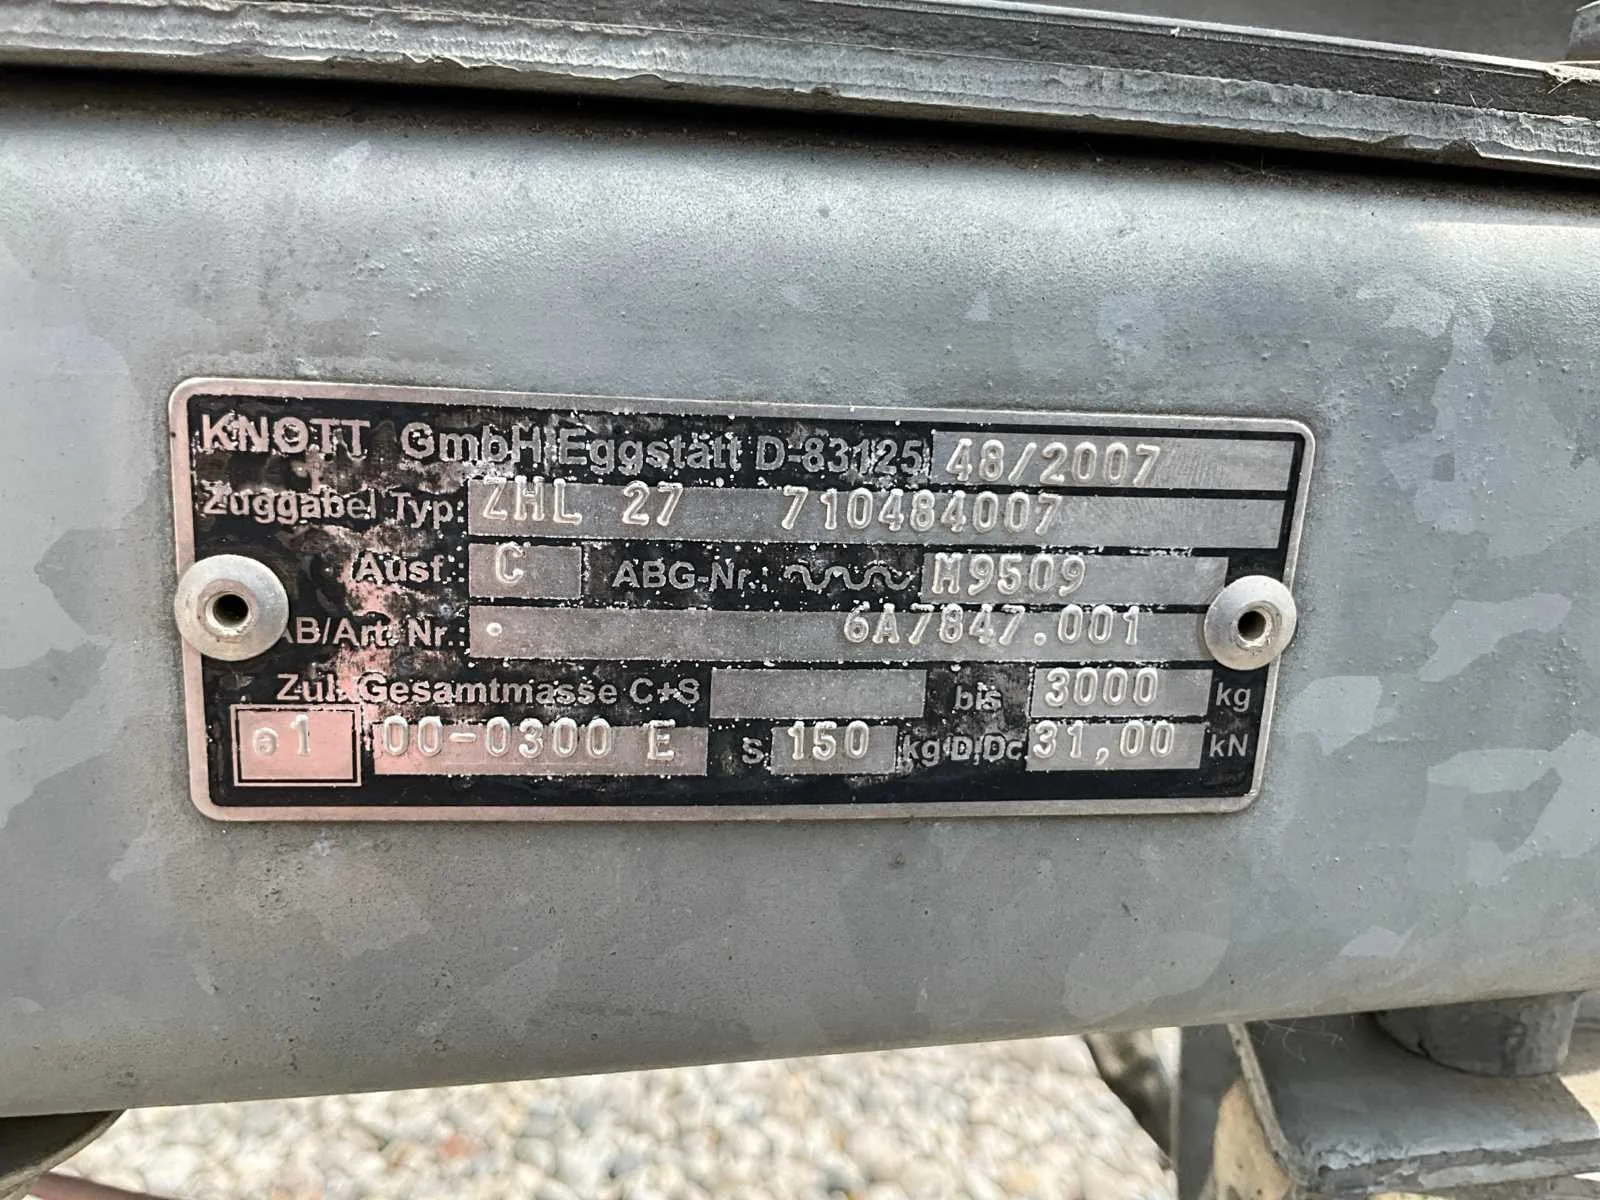 KNOTT GmbH Eggstätt D-83125 48/2007
Zuggabel Typ: ZHL 27 710484007
Ausf.: C ABG-Nr.: M9509
AB/Art. Nr.: 6A7847.001
Zul. Gesamtmasse C+S bis 3000 kg
e1 00-0300 E S 150 kg D,Dc 31,00 kN